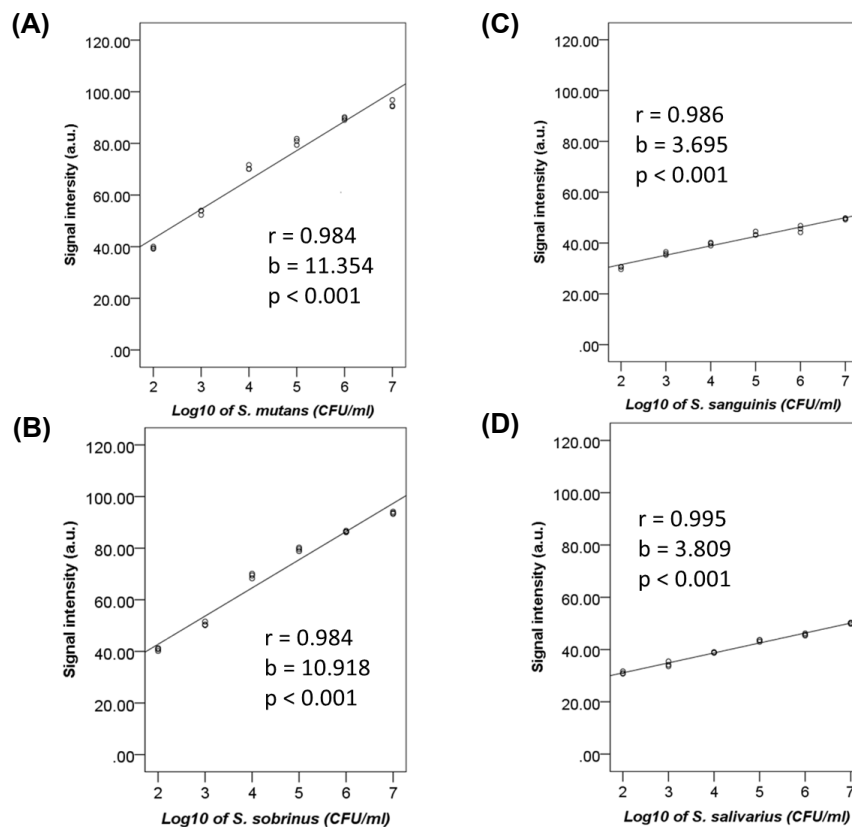 (A)
120.00
100.00
80.00
60.00
40.00
20.00
.00
Signal intersity (a.u.)
r = 0.984
b = 11.354
p < 0.001
2 3 4 5 6 7
Log10 of S. mutans (CFU/ml)
(B)
120.00
100.00
80.00
60.00
40.00
20.00
.00
Signal intensity (a.u.)
r = 0.984
b = 10.918
p < 0.001
2 3 4 5 6 7
Log10 of S. sobrinus (CFU/ml)
(C)
120.00
100.00
80.00
60.00
40.00
20.00
.00
Signal intensity (a.u.)
r = 0.986
b = 3.695
p < 0.001
2 3 4 5 6 7
Log10 of S. sanguinis (CFU/ml)
(D)
120.00
100.00
80.00
60.00
40.00
20.00
.00
Signal intensity (a.u.)
r = 0.995
b = 3.809
p < 0.001
2 3 4 5 6 7
Log10 of S. salivarius (CFU/ml)